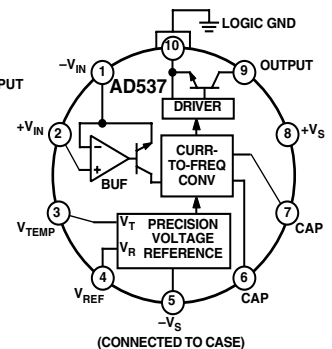 LOGIC GND
10
–VIN
1
AD537
9
OUTPUT
PUT
DRIVER
+VIN
2
8
+VS
BUF
CURR-
TO-FREQ
CONV
3
VTEMP
7
CAP
VT
VR
PRECISION
VOLTAGE
REFERENCE
4
VREF
6
CAP
5
–VS
(CONNECTED TO CASE)
–
+